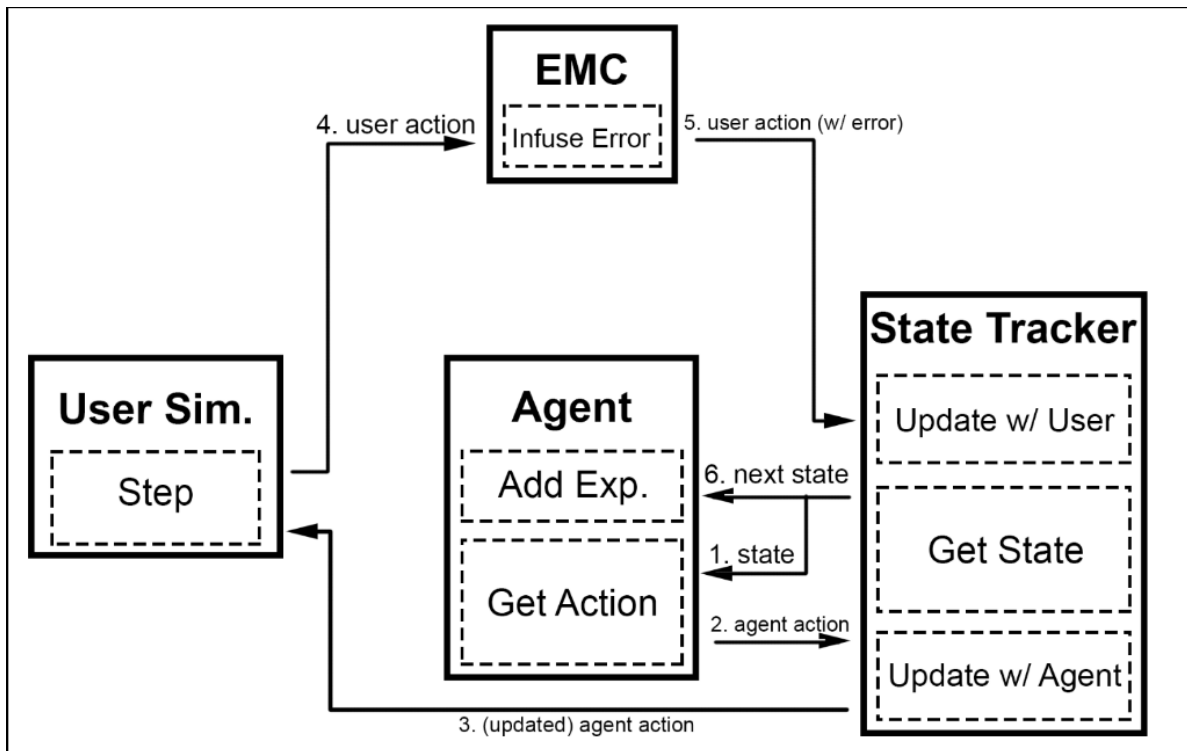 EMC
Infuse Error
4. user action
5. user action (w/ error)
State Tracker
Update w/ User
Get State
Update w/ Agent
User Sim.
Step
Agent
Add Exp.
Get Action
6. next state
1. state
2. agent action
3. (updated) agent action